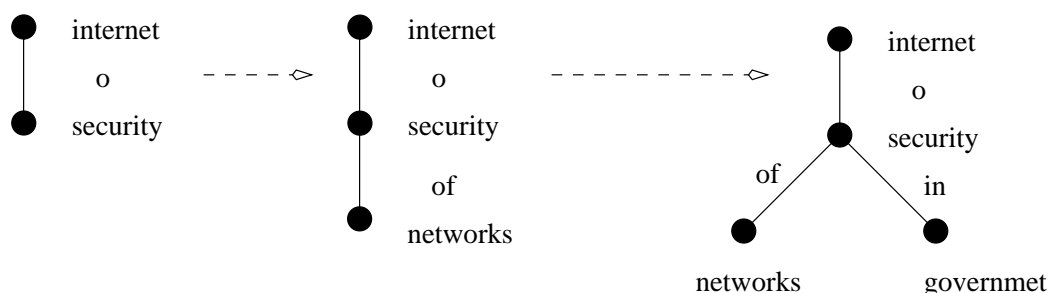 internet
o
security
internet
o
security
of
networks
internet
o
security
of
in
networks
governmet